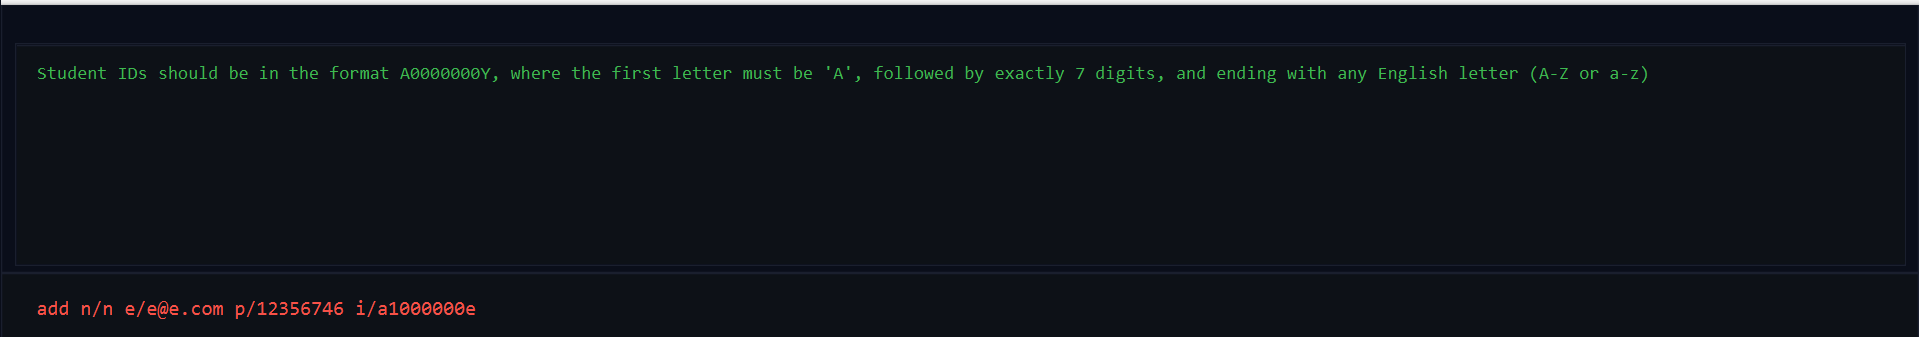 Student IDs should be in the format A0000000Y, where the first letter must be 'A', followed by exactly 7 digits, and ending with any English letter (A-Z or a-z)
add n/n e/e@e.com p/12356746 i/a1000000e